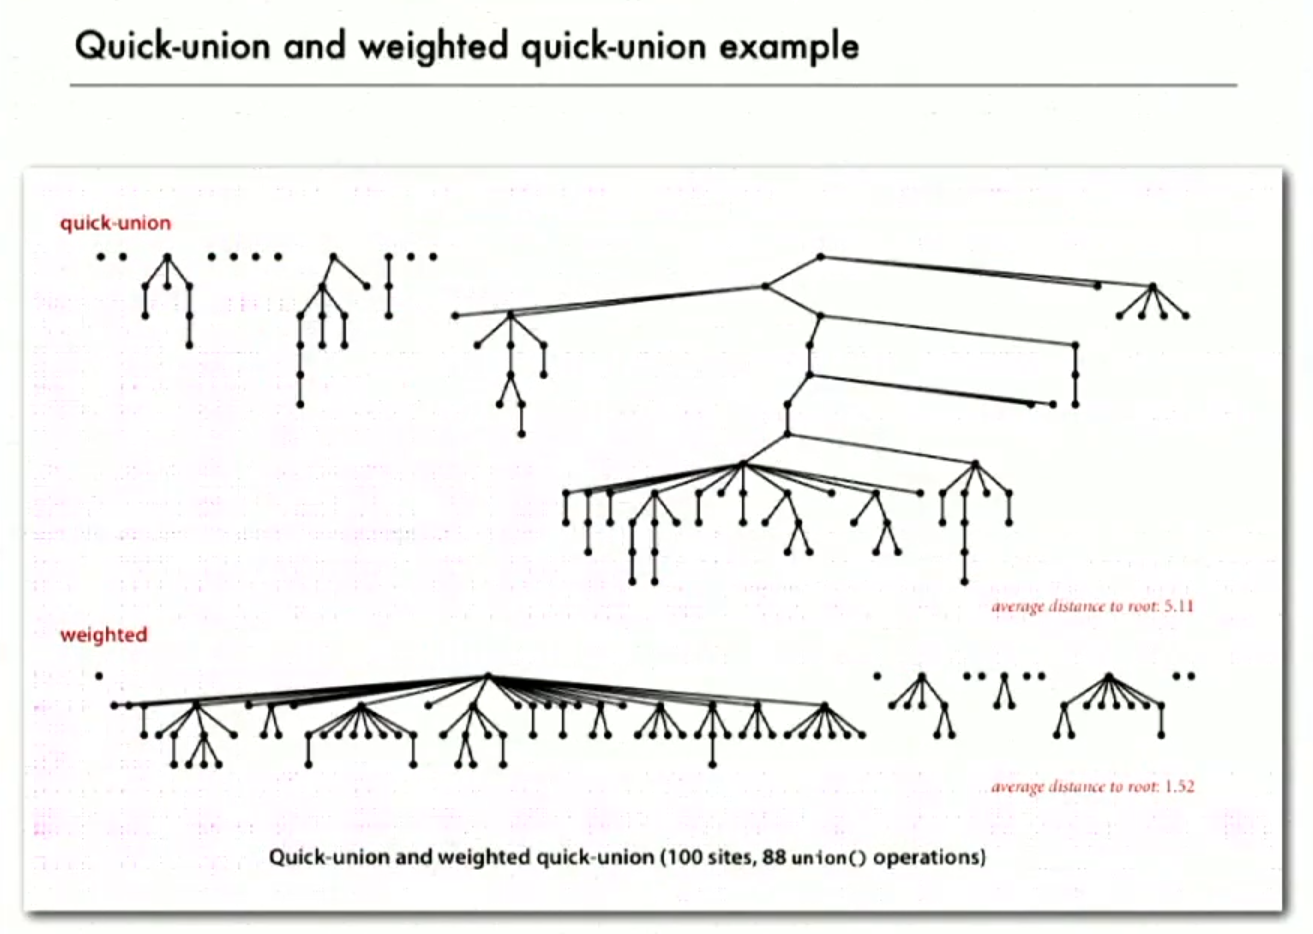 Quick-union and weighted quick-union example
quick-union
average distance to root: 5.11
weighted
average distance to root: 1.52
Quick-union and weighted quick-union (100 sites, 88 union() operations)